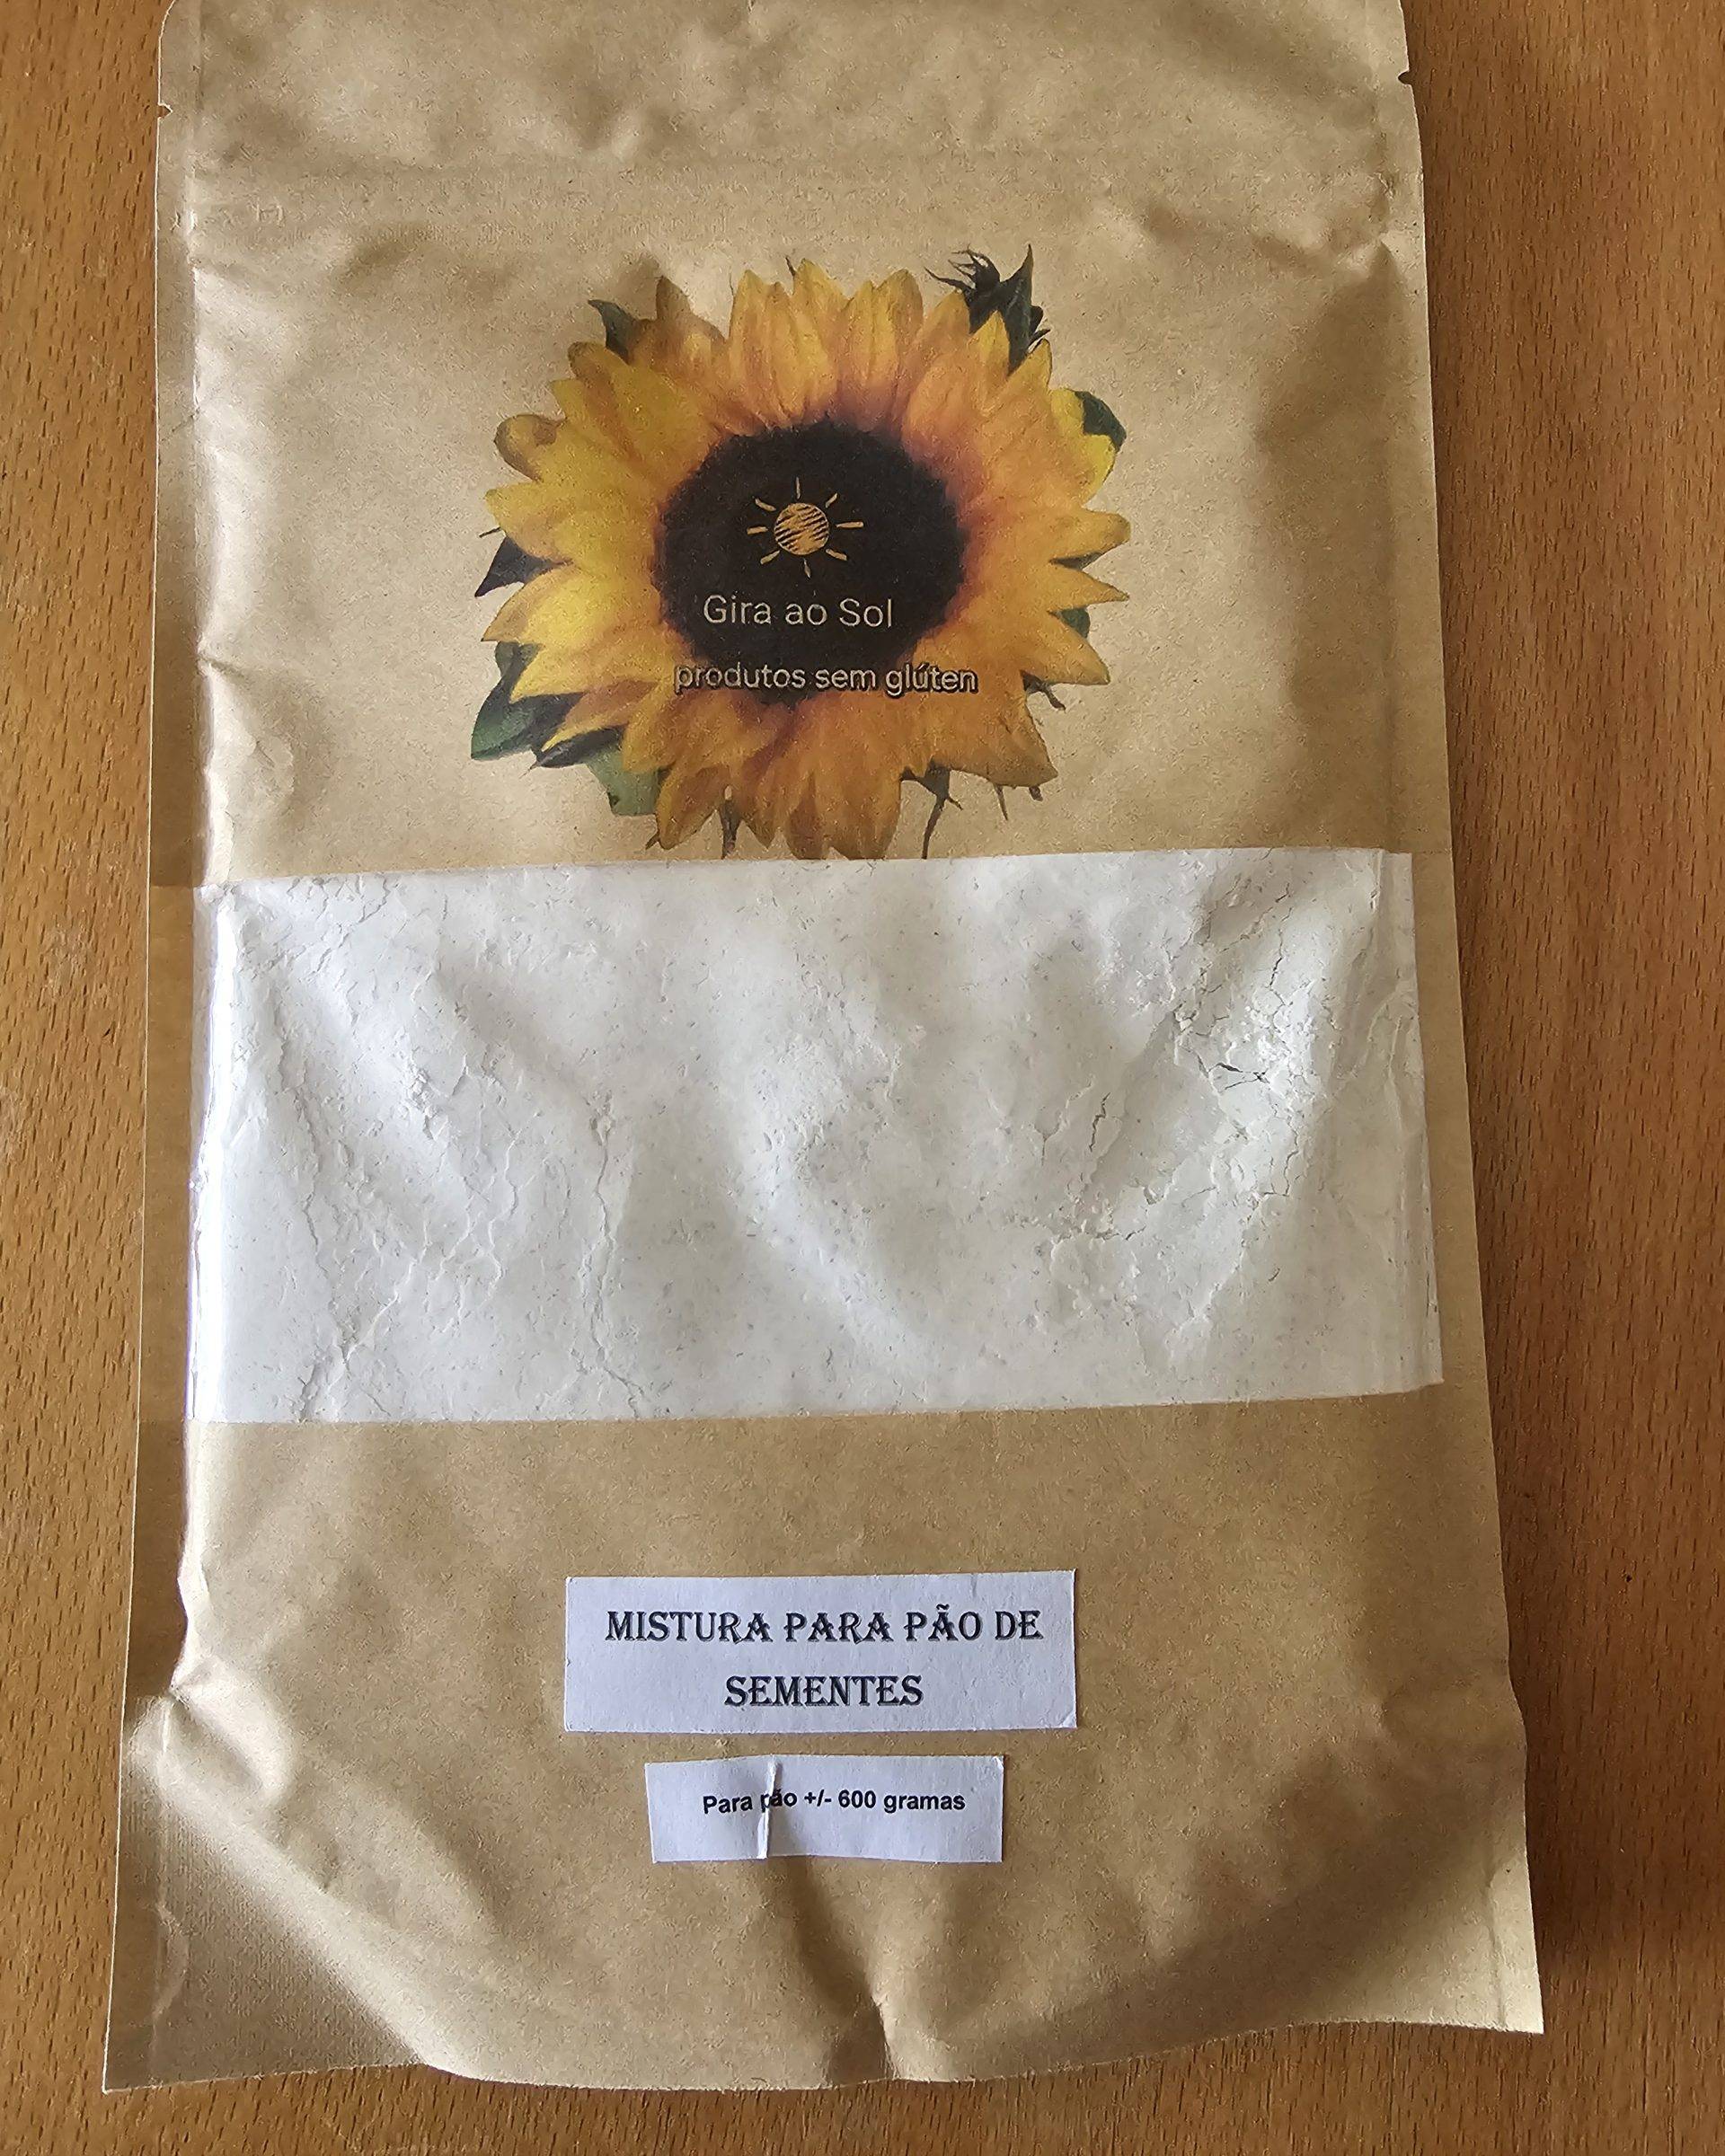 Gira ao Sol
produtos sem glúten
MISTURA PARA PÃO DE
SEMENTES
Para pão +/- 600 gramas